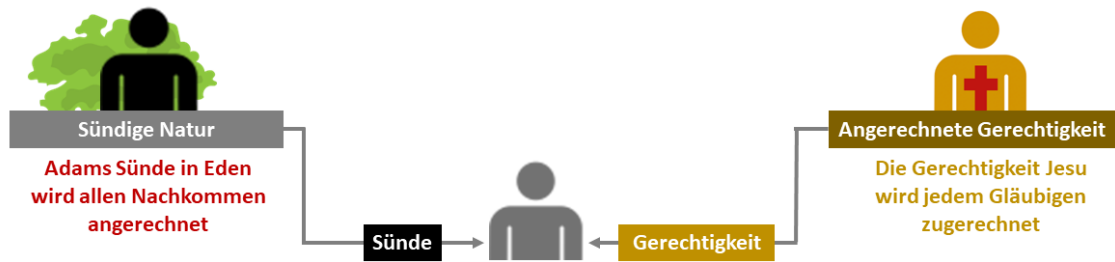 Sündige Natur
Adams Sünde in Eden
wird allen Nachkommen
angerechnet
Sünde
Gerechtigkeit
Angerechnete Gerechtigkeit
Die Gerechtigkeit Jesu
wird jedem Gläubigen
zugerechnet